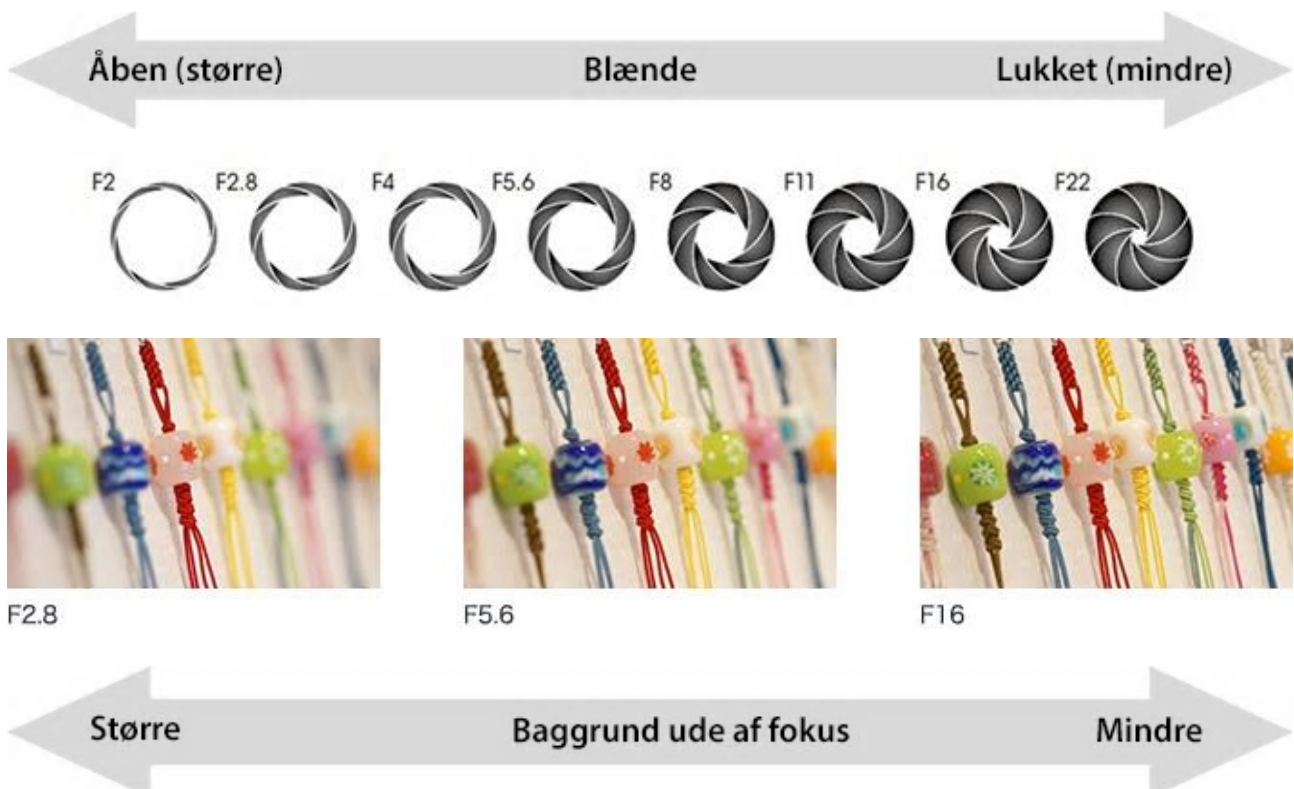 Åben (større) Blænde Lukket (mindre)
F2 F2.8 F4 F5.6 F8 F11 F16 F22
F2.8 F5.6 F16
Større Baggrund ude af fokus Mindre